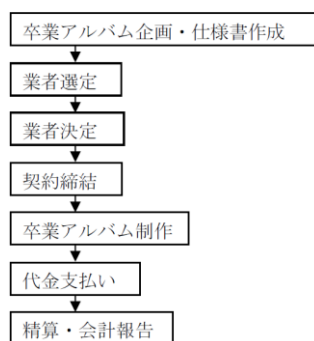 卒業アルバム企画・仕様書作成
業者選定
業者決定
契約締結
卒業アルバム制作
代金支払い
精算・会計報告